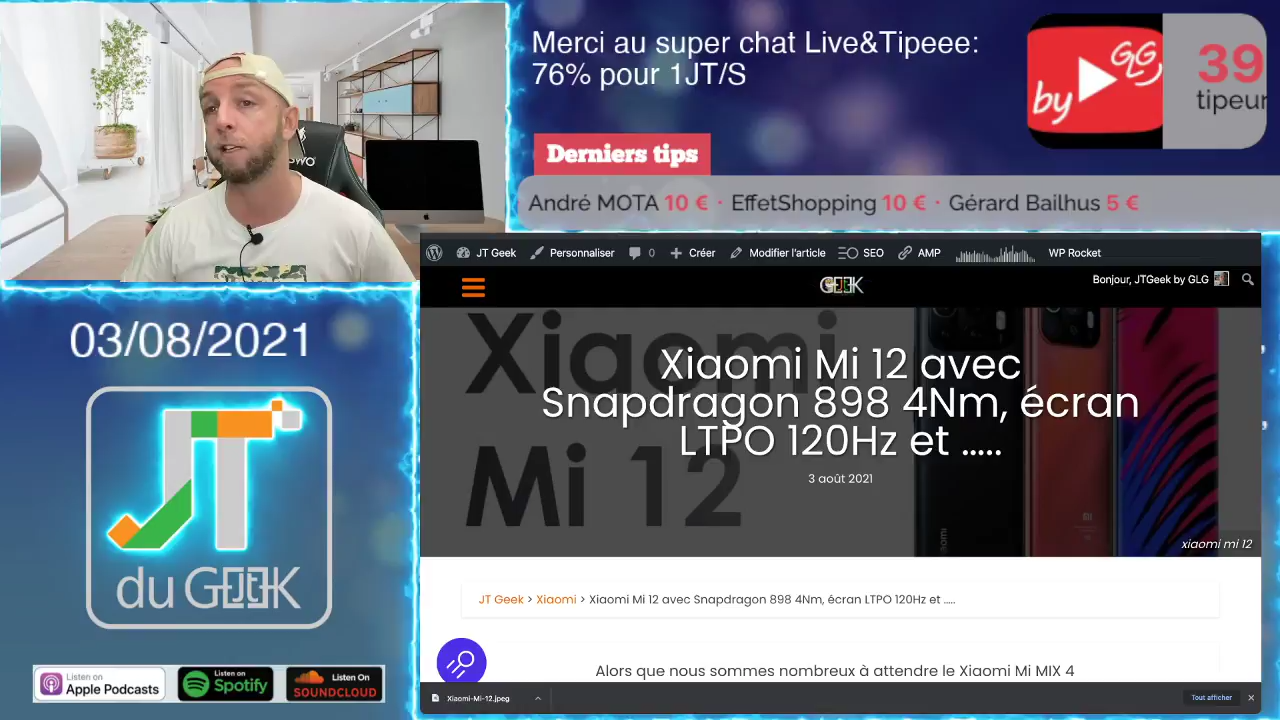 Merci au super chat Live&Tipeee:
76% pour 1JT/S
by GLG
39
tipeur
Derniers tips
André MOTA 10 € · EffetShopping 10 € · Gérard Bailhus 5 €
JT Geek
Personnaliser
0
Créer
Modifier l'article
SEO
AMP
WP Rocket
GEEK
Bonjour, JTGeek by GLG
Xiaomi
Mi 12
Xiaomi Mi 12 avec
Snapdragon 898 4Nm, écran
LTPO 120Hz et .....
3 août 2021
xiaomi mi 12
JT Geek > Xiaomi > Xiaomi Mi 12 avec Snapdragon 898 4Nm, écran LTPO 120Hz et .....
Alors que nous sommes nombreux à attendre le Xiaomi Mi MIX 4
Xiaomi-Mi-12.jpeg
Tout afficher
03/08/2021
JT
du GEEK
Listen on
Apple Podcasts
Listen on
Spotify
Listen On
SOUNDCLOUD